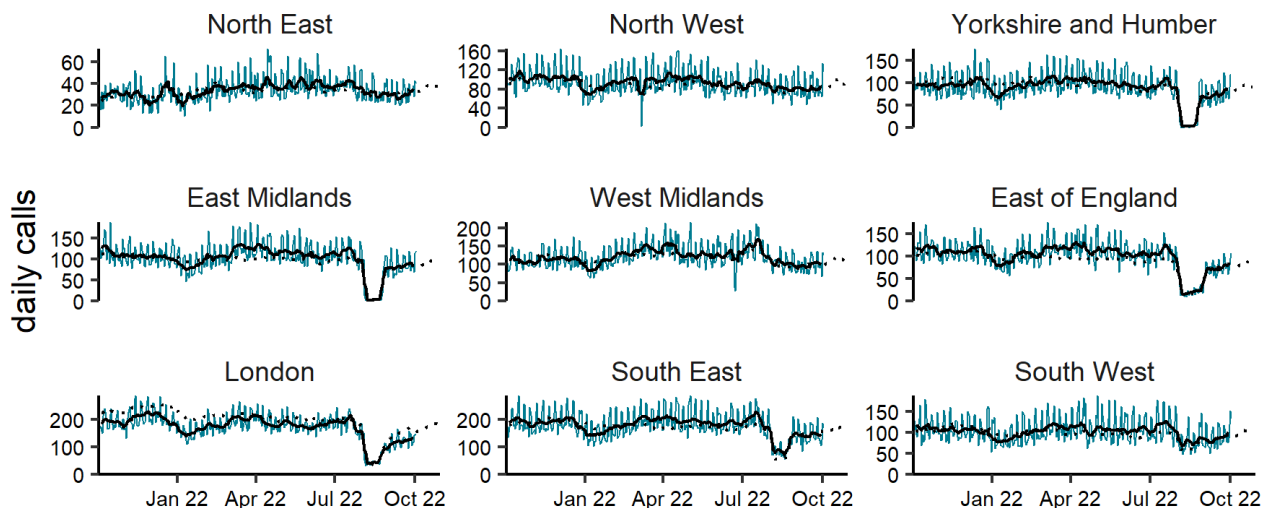 North East
North West
Yorkshire and Humber
60
40
20
0
160
120
80
40
0
150
100
50
0
daily calls
East Midlands
West Midlands
East of England
150
100
50
0
200
150
100
50
0
150
100
50
0
London
South East
South West
200
100
0
200
100
0
150
100
50
0
Jan 22 Apr 22 Jul 22 Oct 22
Jan 22 Apr 22 Jul 22 Oct 22
Jan 22 Apr 22 Jul 22 Oct 22